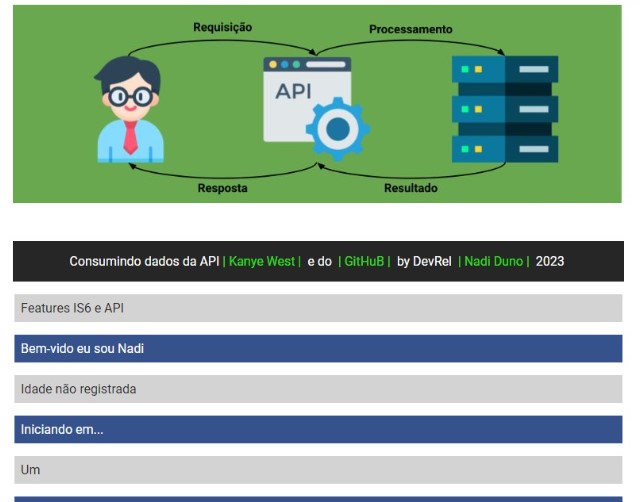 Requisição
Processamento
API
Resposta
Resultado
Consumindo dados da API | Kanye West | e do | GitHuB | by DevRel | Nadi Duno | 2023
Features IS6 e API
Bem-vido eu sou Nadi
Idade não registrada
Iniciando em...
Um